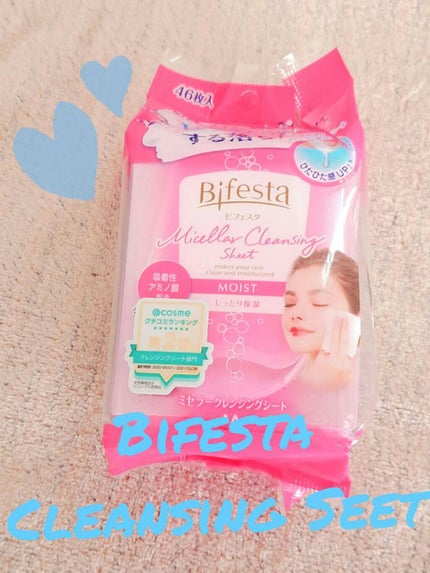 46枚入
する落
ひたひた感UP!!
Bifesta
ビフェスタ
Micellar Cleansing
Sheet
makes your skin
clean and moisturized
MOIST
しっとり保湿
吸着性
アミノ酸
@cosme
クチコミランキング
第2位
クレンジングシート部門
ミセラークレンジングシート
BIFESTA
CLEANSING SEET